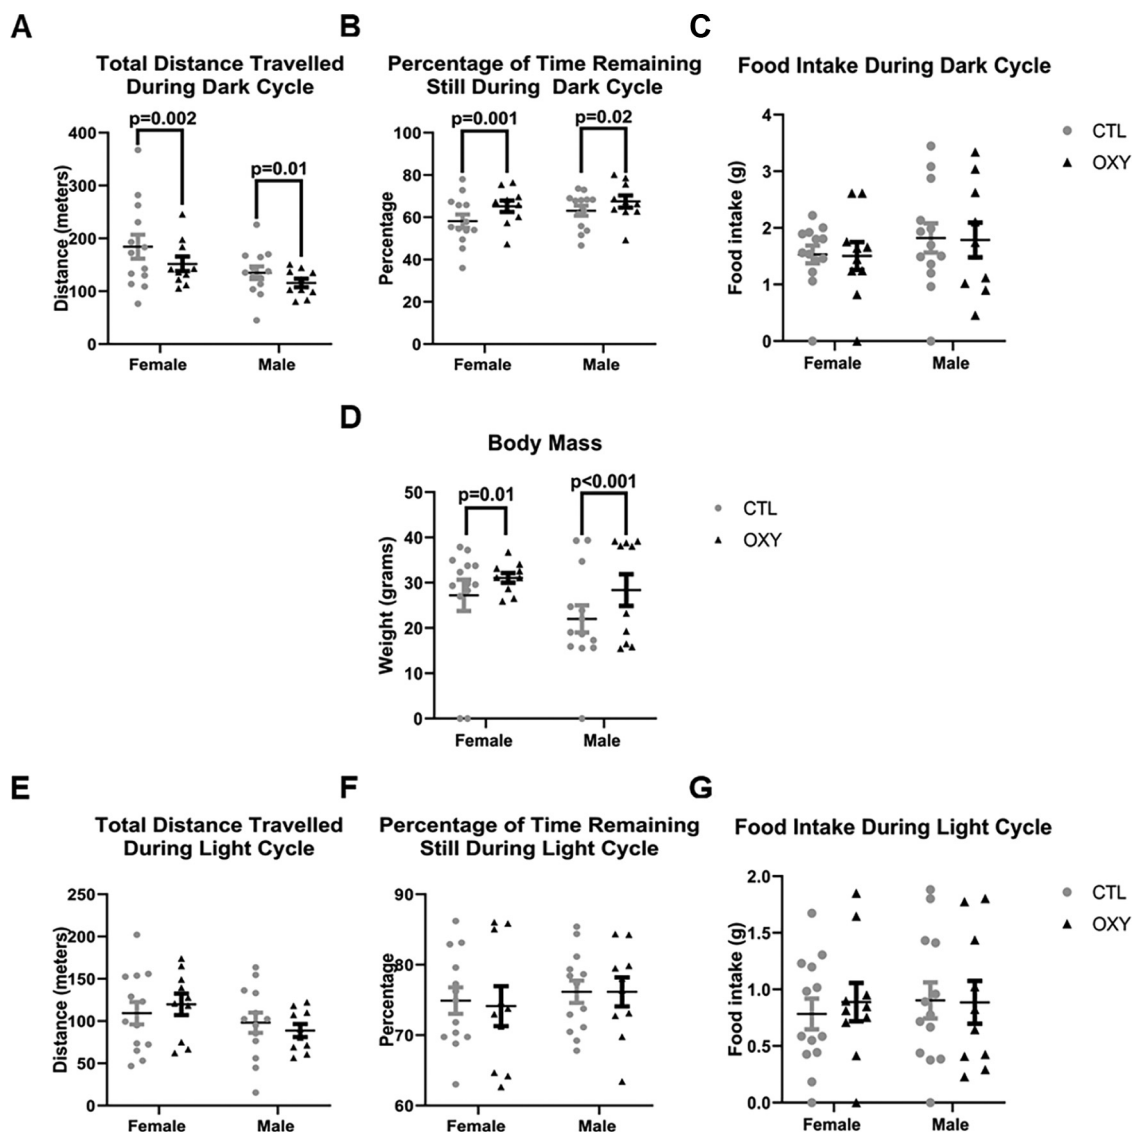 A
Total Distance Travelled
During Dark Cycle
p=0.002
p=0.01
400
300
200
100
0
Distance (meters)
Female
Male
B
Percentage of Time Remaining
Still During Dark Cycle
p=0.001
p=0.02
100
80
60
40
20
0
Percentage
Female
Male
C
Food Intake During Dark Cycle
4
3
2
1
0
Food intake (g)
Female
Male
CTL
OXY
D
Body Mass
p=0.01
p<0.001
50
40
30
20
10
0
Weight (grams)
Female
Male
CTL
OXY
E
Total Distance Travelled
During Light Cycle
250
200
150
100
50
0
Distance (meters)
Female
Male
F
Percentage of Time Remaining
Still During Light Cycle
90
80
70
60
Percentage
Female
Male
G
Food Intake During Light Cycle
2.0
1.5
1.0
0.5
0.0
Food intake (g)
Female
Male
CTL
OXY